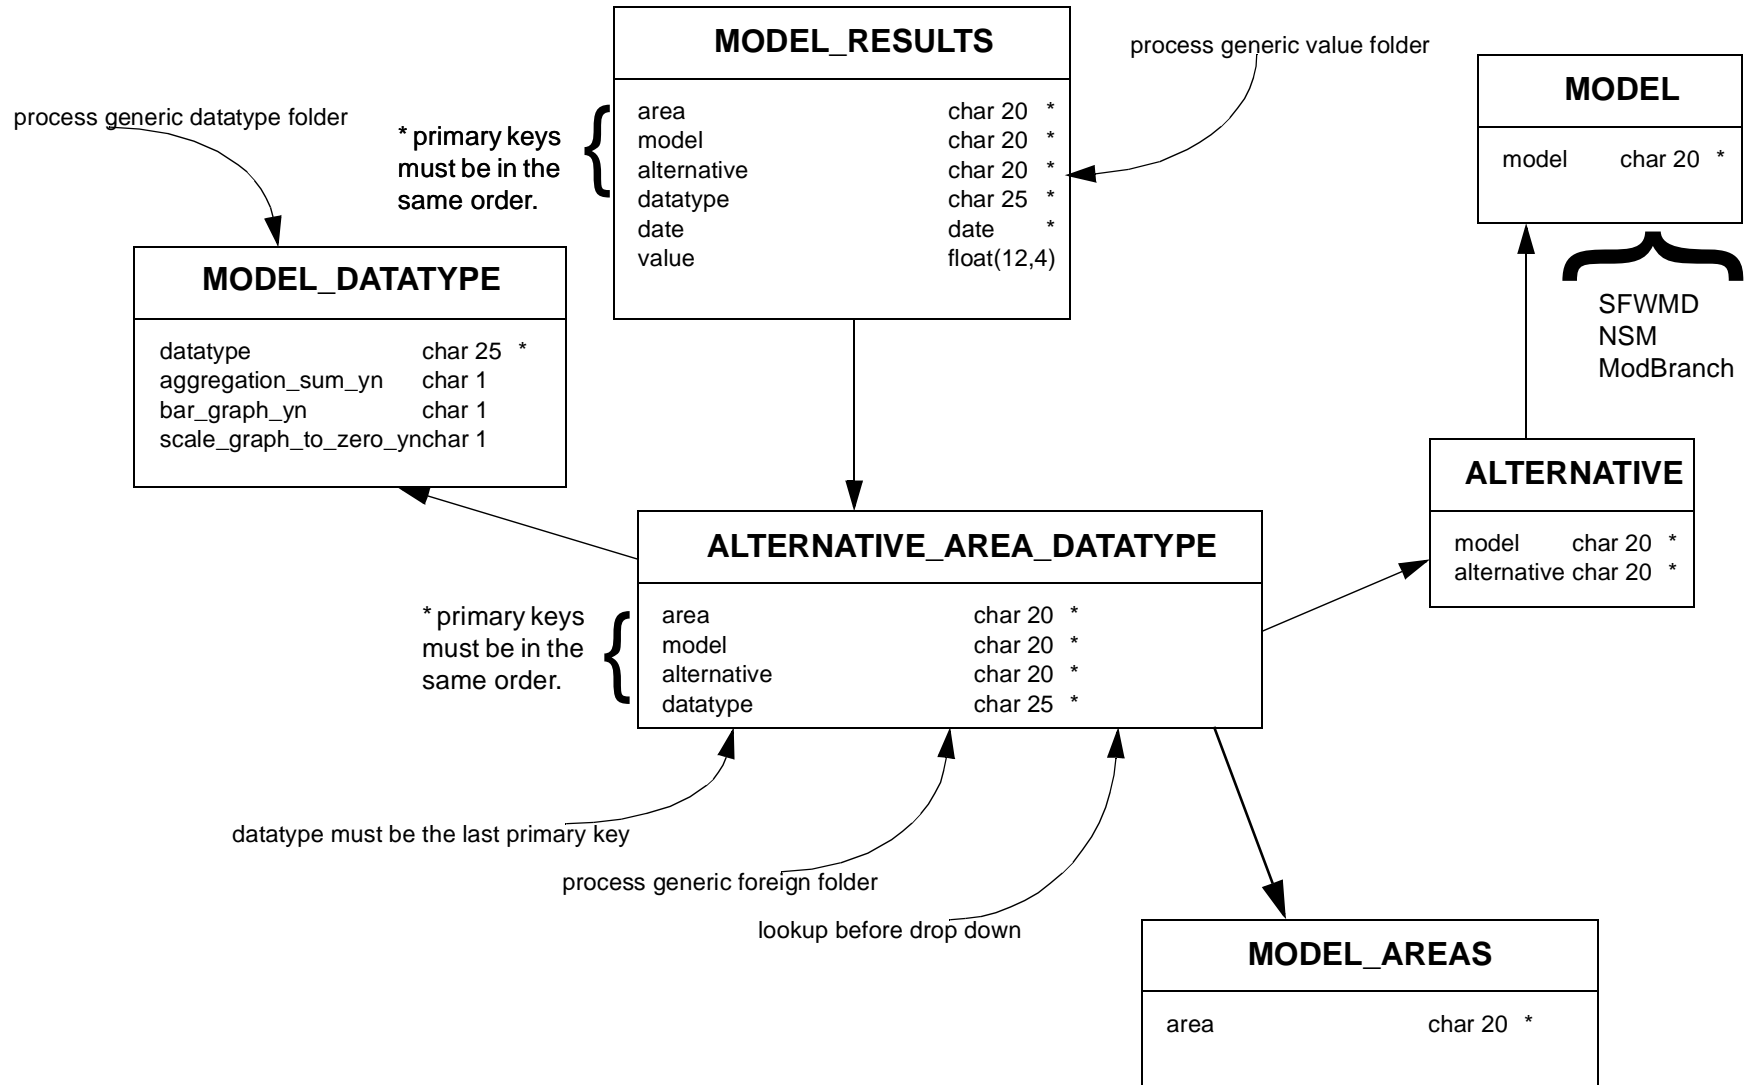 MODEL_RESULTS
area char 20 *
model char 20 *
alternative char 20 *
datatype char 25 *
date date *
value float(12,4)
process generic value folder
MODEL
model char 20 *
SFWMD
NSM
ModBranch
process generic datatype folder
* primary keys
must be in the
same order.
MODEL_DATATYPE
datatype char 25 *
aggregation_sum_yn char 1
bar_graph_yn char 1
scale_graph_to_zero_ynchar 1
ALTERNATIVE
model char 20 *
alternative char 20 *
ALTERNATIVE_AREA_DATATYPE
area char 20 *
model char 20 *
alternative char 20 *
datatype char 25 *
* primary keys
must be in the
same order.
datatype must be the last primary key
process generic foreign folder
lookup before drop down
MODEL_AREAS
area char 20 *